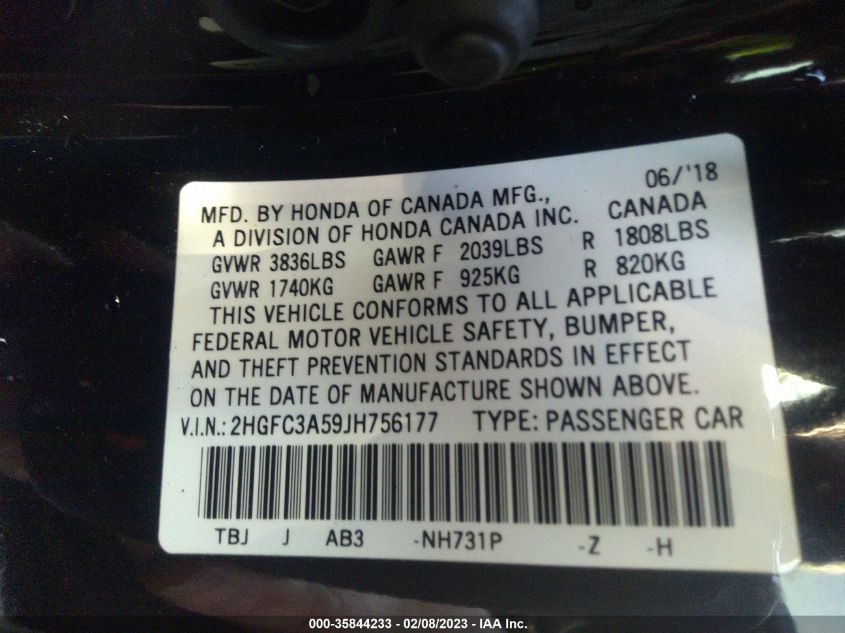 06/'18
MFD. BY HONDA OF CANADA MFG.,
A DIVISION OF HONDA CANADA INC. CANADA
GVWR 3836LBS GAWR F 2039LBS R 1808LBS
GVWR 1740KG GAWR F 925KG R 820KG
THIS VEHICLE CONFORMS TO ALL APPLICABLE
FEDERAL MOTOR VEHICLE SAFETY, BUMPER,
AND THEFT PREVENTION STANDARDS IN EFFECT
ON THE DATE OF MANUFACTURE SHOWN ABOVE.
V.I.N.: 2HGFC3A59JH756177 TYPE: PASSENGER CAR
TBJ J AB3 -NH731P -Z -H
000-35844233 - 02/08/2023 - IAA Inc.